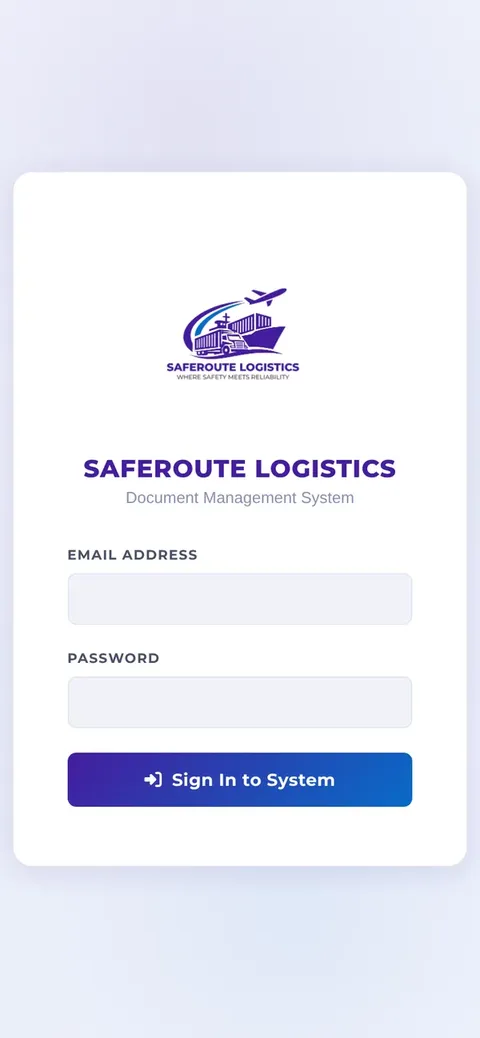 SAFEROUTE LOGISTICS
WHERE SAFETY MEETS RELIABILITY
SAFEROUTE LOGISTICS
Document Management System
EMAIL ADDRESS
PASSWORD
Sign In to System